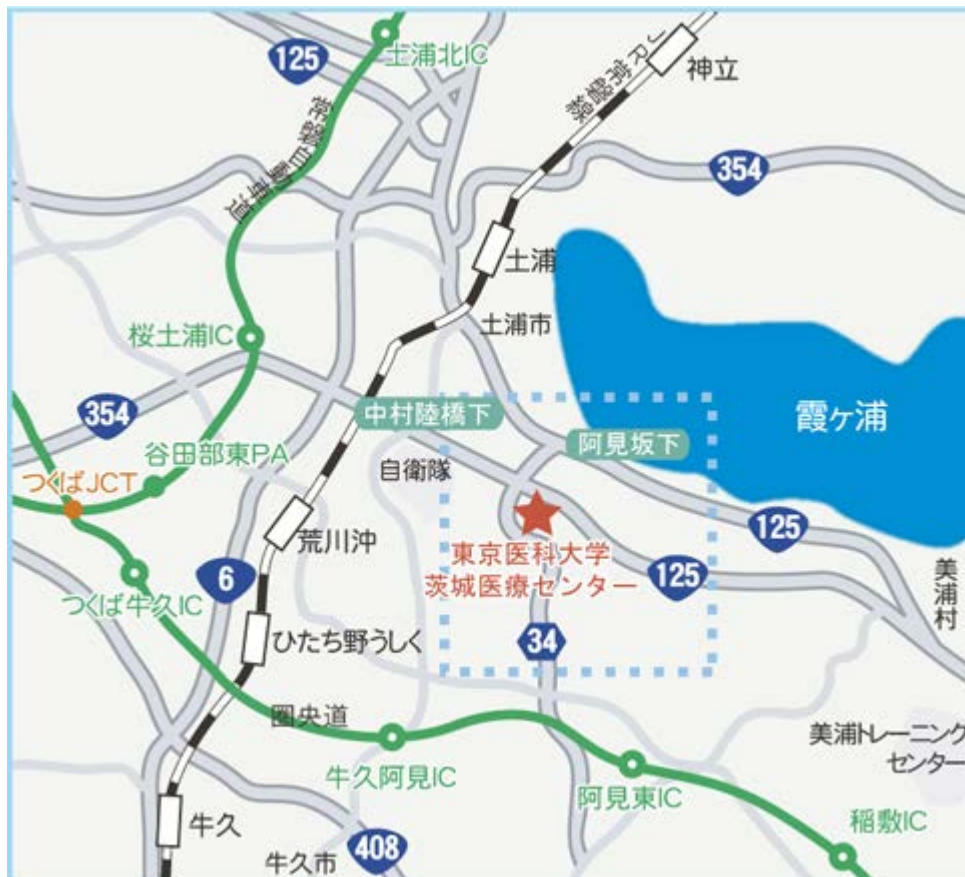 125
土浦北IC
JR常磐線
神立
常磐自動車道
354
土浦
桜土浦IC
土浦市
354
中村陸橋下
霞ヶ浦
谷田部東PA
自衛隊
阿見坂下
つくばJCT
荒川沖
東京医科大学
茨城医療センター
125
125
6
つくば牛久IC
美浦村
ひたち野うしく
34
圏央道
美浦トレーニング
センター
牛久阿見IC
阿見東IC
牛久
稲敷IC
408
牛久市